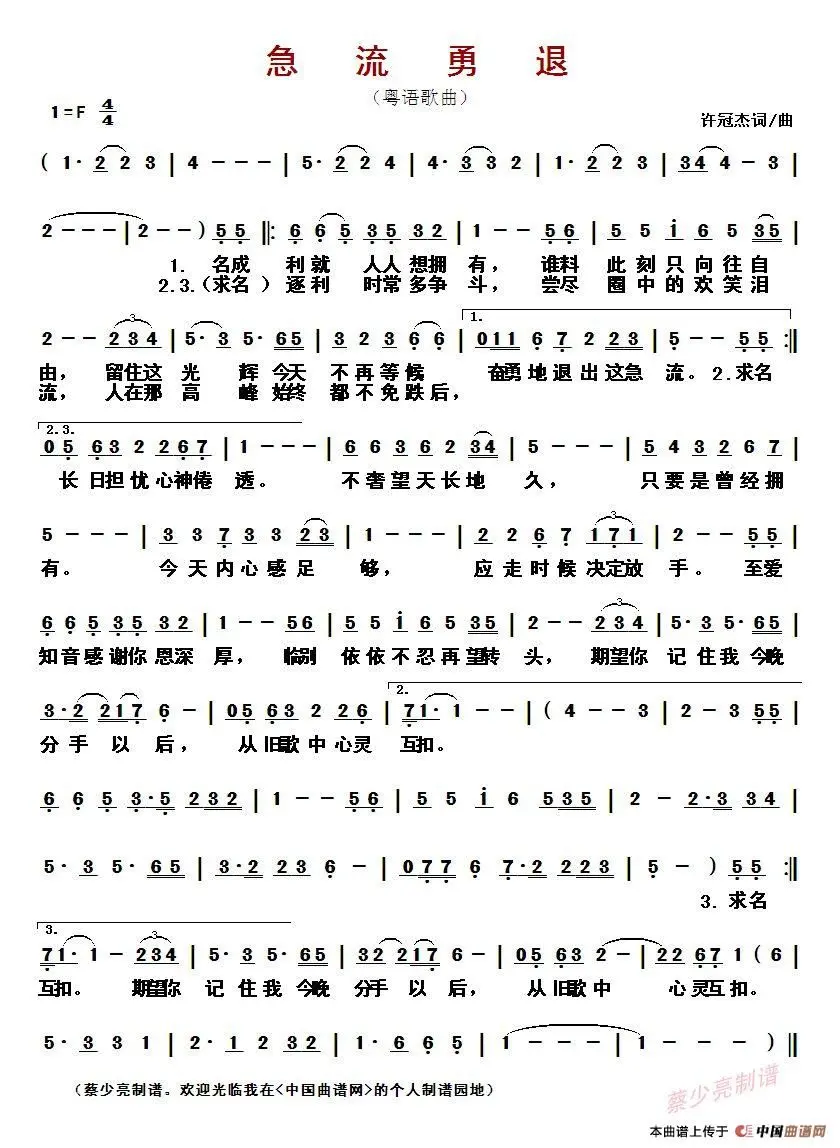 急 流 勇 退
(粤语歌曲)
1=F 4/4
许冠杰词/曲
( 1· 2 2 3 | 4 - - - | 5· 2 2 4 | 4· 3 3 2 | 1· 2 2 3 | 3 4 4 - 3 |
2 - - - | 2 - - ) 5 5 ‖: 6 6 5 3 5 3 2 | 1 - - 5 6 | 5 5 i 6 5 3 5 |
1. 名成 利就 人人 想拥 有, 谁料 此刻只向往自
2.3.(求名 ) 逐利 时常 多争 斗, 尝尽 圈中的欢笑泪
2 - - 2 3 4 | 5· 3 5· 6 5 | 3 2 3 6 6 | 0 1 1 6 7 2 2 3 | 5 - - 5 5 :‖
3 1.
由, 留住这 光 辉 今天 不再等候 奋勇地退出这急 流。2.求名
流, 人在那 高 峰 始终 都不免跌后,
2.3.
0 5 6 3 2 2 6 7 | 1 - - - | 6 6 3 6 2 3 4 | 5 - - - | 5 4 3 2 6 7 |
长日担忧心神倦 透。 不奢望天长地 久, 只要是曾经拥
5 - - - | 3 3 7 3 3 2 3 | 1 - - - | 2 2 6 7 1 7 1 | 2 - - 5 5 |
3
有。 今天内心感足 够, 应走时候决定放 手。 至爱
6 6 5 3 5 3 2 | 1 - - 5 6 | 5 5 i 6 5 3 5 | 2 - - 2 3 4 | 5· 3 5· 6 5 |
3
知音感谢你恩深 厚, 临别 依依不忍再望转 头, 期望你 记住我今晚
3· 2 2 1 7 6 - | 0 5 6 3 2 2 6 | 7 1· 1 - - | ( 4 - - 3 | 2 - 3 5 5 |
2.
分手 以 后, 从旧歌中心灵 互扣。
6 6 5 3· 5 2 3 2 | 1 - - 5 6 | 5 i 6 5 3 5 | 2 - 2· 3 3 4 |
5· 3 5· 6 5 | 3· 2 2 3 6 - | 0 7 7 6 7· 2 2 2 3 | 5 - ) 5 5 :‖
3. 求名
3.
7 1· 1 - 2 3 4 | 5· 3 5· 6 5 | 3 2 2 1 7 6 - | 0 5 6 3 2 - | 2 2 6 7 1 ( 6 |
3
互扣。 期望你 记住我今晚 分手 以 后, 从旧歌中 心灵互扣。
5· 3 3 1 | 2· 1 2 3 2 | 1· 2 3 5 | 1 - - - | 1 - - ) ‖
(蔡少亮制谱。欢迎光临我在<中国曲谱网>的个人制谱园地)
蔡少亮制谱
本曲谱上传于 中国曲谱网